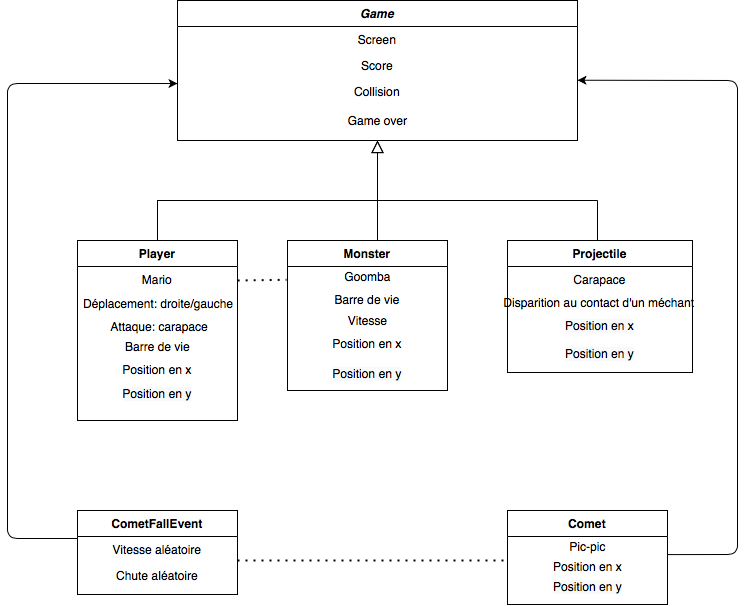 Game
Screen
Score
Collision
Game over
Player
Mario
Déplacement: droite/gauche
Attaque: carapace
Barre de vie
Position en x
Position en y
Monster
Goomba
Barre de vie
Vitesse
Position en x
Position en y
Projectile
Carapace
Disparition au contact d'un méchant
Position en x
Position en y
CometFallEvent
Vitesse aléatoire
Chute aléatoire
Comet
Pic-pic
Position en x
Position en y